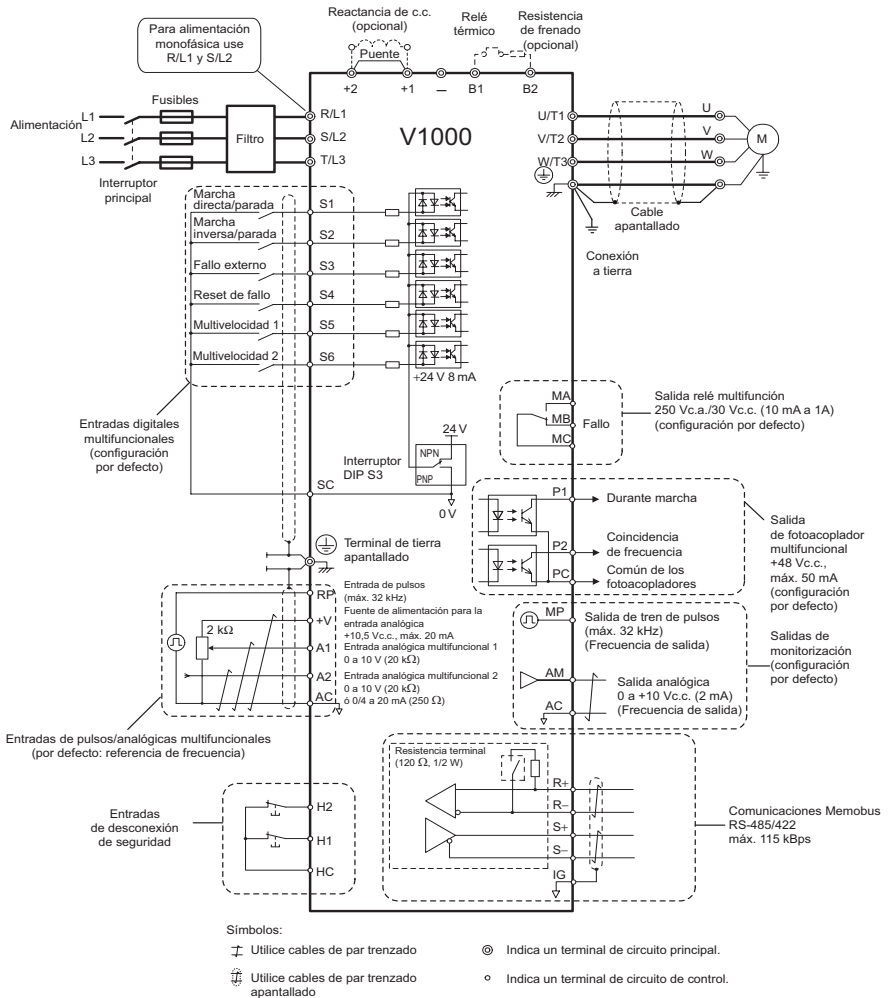 Reactancia de c.c.
(opcional)
Relé
térmico
Resistencia
de frenado
(opcional)
Para alimentación
monofásica use
R/L1 y S/L2
Puente
+2
+1
–
B1
B2
Fusibles
Alimentación
L1
L2
L3
Filtro
Interruptor
principal
R/L1
S/L2
T/L3
V1000
U/T1
V/T2
W/T3
U
V
W
M
Cable
apantallado
Conexión
a tierra
Marcha
directa/parada
S1
Marcha
inversa/parada
S2
Fallo externo
S3
Reset de fallo
S4
Multivelocidad 1
S5
Multivelocidad 2
S6
+24 V 8 mA
Entradas digitales
multifuncionales
(configuración
por defecto)
Interruptor
DIP S3
24 V
NPN
PNP
0 V
SC
MA
MB
MC
Fallo
Salida relé multifunción
250 Vc.a./30 Vc.c. (10 mA a 1A)
(configuración por defecto)
P1
Durante marcha
P2
Coincidencia
de frecuencia
PC
Común de los
fotoacopladores
Salida
de fotoacoplador
multifuncional
+48 Vc.c.,
máx. 50 mA
(configuración
por defecto)
Terminal de tierra
apantallado
RP
Entrada de pulsos
(máx. 32 kHz)
+V
Fuente de alimentación para la
entrada analógica
+10,5 Vc.c., máx. 20 mA
2 kΩ
A1
Entrada analógica multifuncional 1
0 a 10 V (20 kΩ)
A2
Entrada analógica multifuncional 2
0 a 10 V (20 kΩ)
ó 0/4 a 20 mA (250 Ω)
AC
Entradas de pulsos/analógicas multifuncionales
(por defecto: referencia de frecuencia)
MP
Salida de tren de pulsos
(máx. 32 kHz)
(Frecuencia de salida)
AM
Salida analógica
0 a +10 Vc.c. (2 mA)
(Frecuencia de salida)
AC
Salidas de
monitorización
(configuración
por defecto)
Resistencia terminal
(120 Ω, 1/2 W)
R+
R–
S+
S–
IG
Comunicaciones Memobus
RS-485/422
máx. 115 kBps
Entradas
de desconexión
de seguridad
H2
H1
HC
Símbolos:
Utilice cables de par trenzado
Indica un terminal de circuito principal.
Utilice cables de par trenzado
apantallado
Indica un terminal de circuito de control.